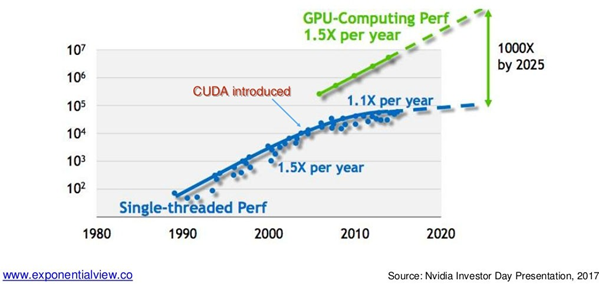 GPU-Computing Perf
1.5X per year
1000X
by 2025
CUDA introduced
1.1X per year
1.5X per year
Single-threaded Perf
10⁷
10⁶
10⁵
10⁴
10³
10²
1980
1990
2000
2010
2020
www.exponentialview.co
Source: Nvidia Investor Day Presentation, 2017